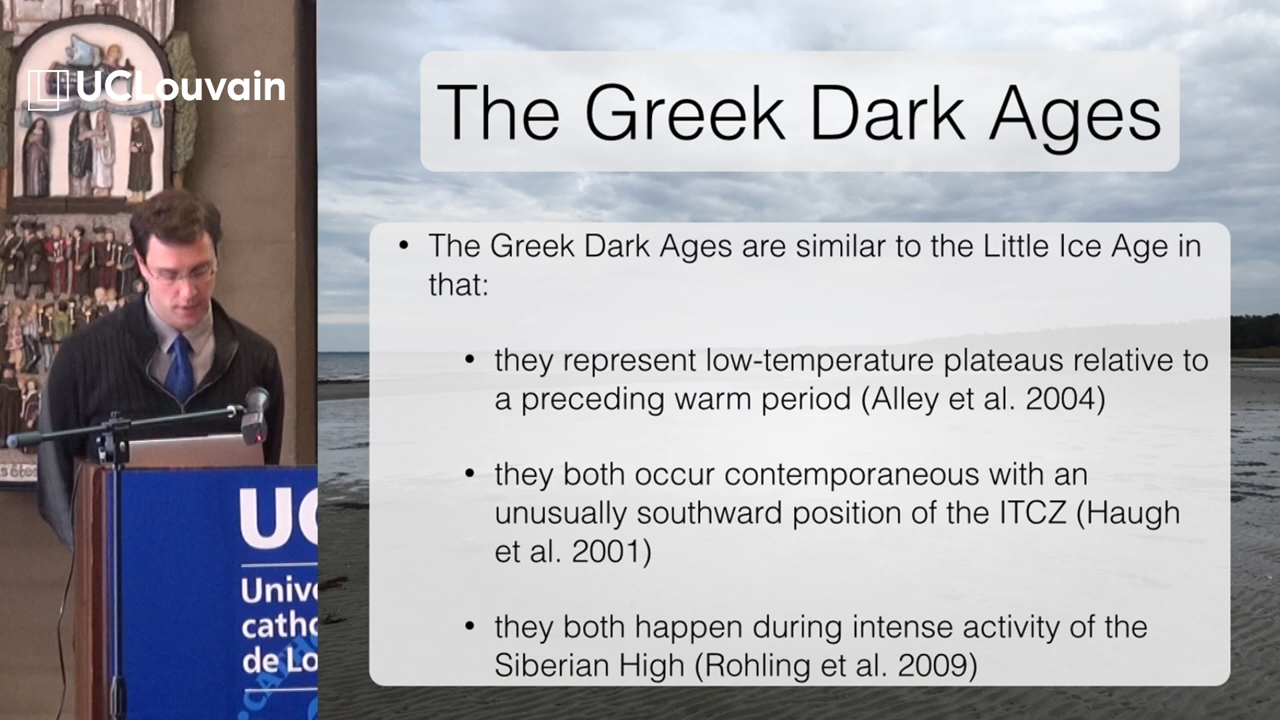 UCLouvain
The Greek Dark Ages
• The Greek Dark Ages are similar to the Little Ice Age in
that:
• they represent low-temperature plateaus relative to
a preceding warm period (Alley et al. 2004)
• they both occur contemporaneous with an
unusually southward position of the ITCZ (Haugh
et al. 2001)
• they both happen during intense activity of the
Siberian High (Rohling et al. 2009)
UC
Unive
catho
de Lo